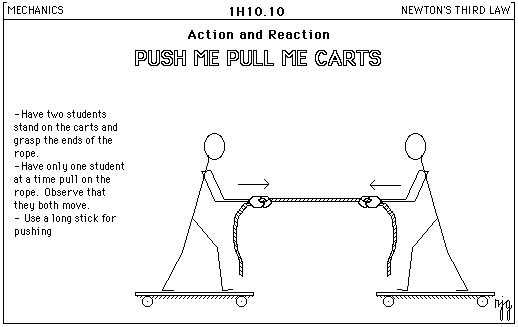 MECHANICS
1H10.10
NEWTON'S THIRD LAW
Action and Reaction
PUSH ME PULL ME CARTS
- Have two students
stand on the carts and
grasp the ends of the
rope.
- Have only one student
at a time pull on the
rope. Observe that
they both move.
- Use a long stick for
pushing
njg